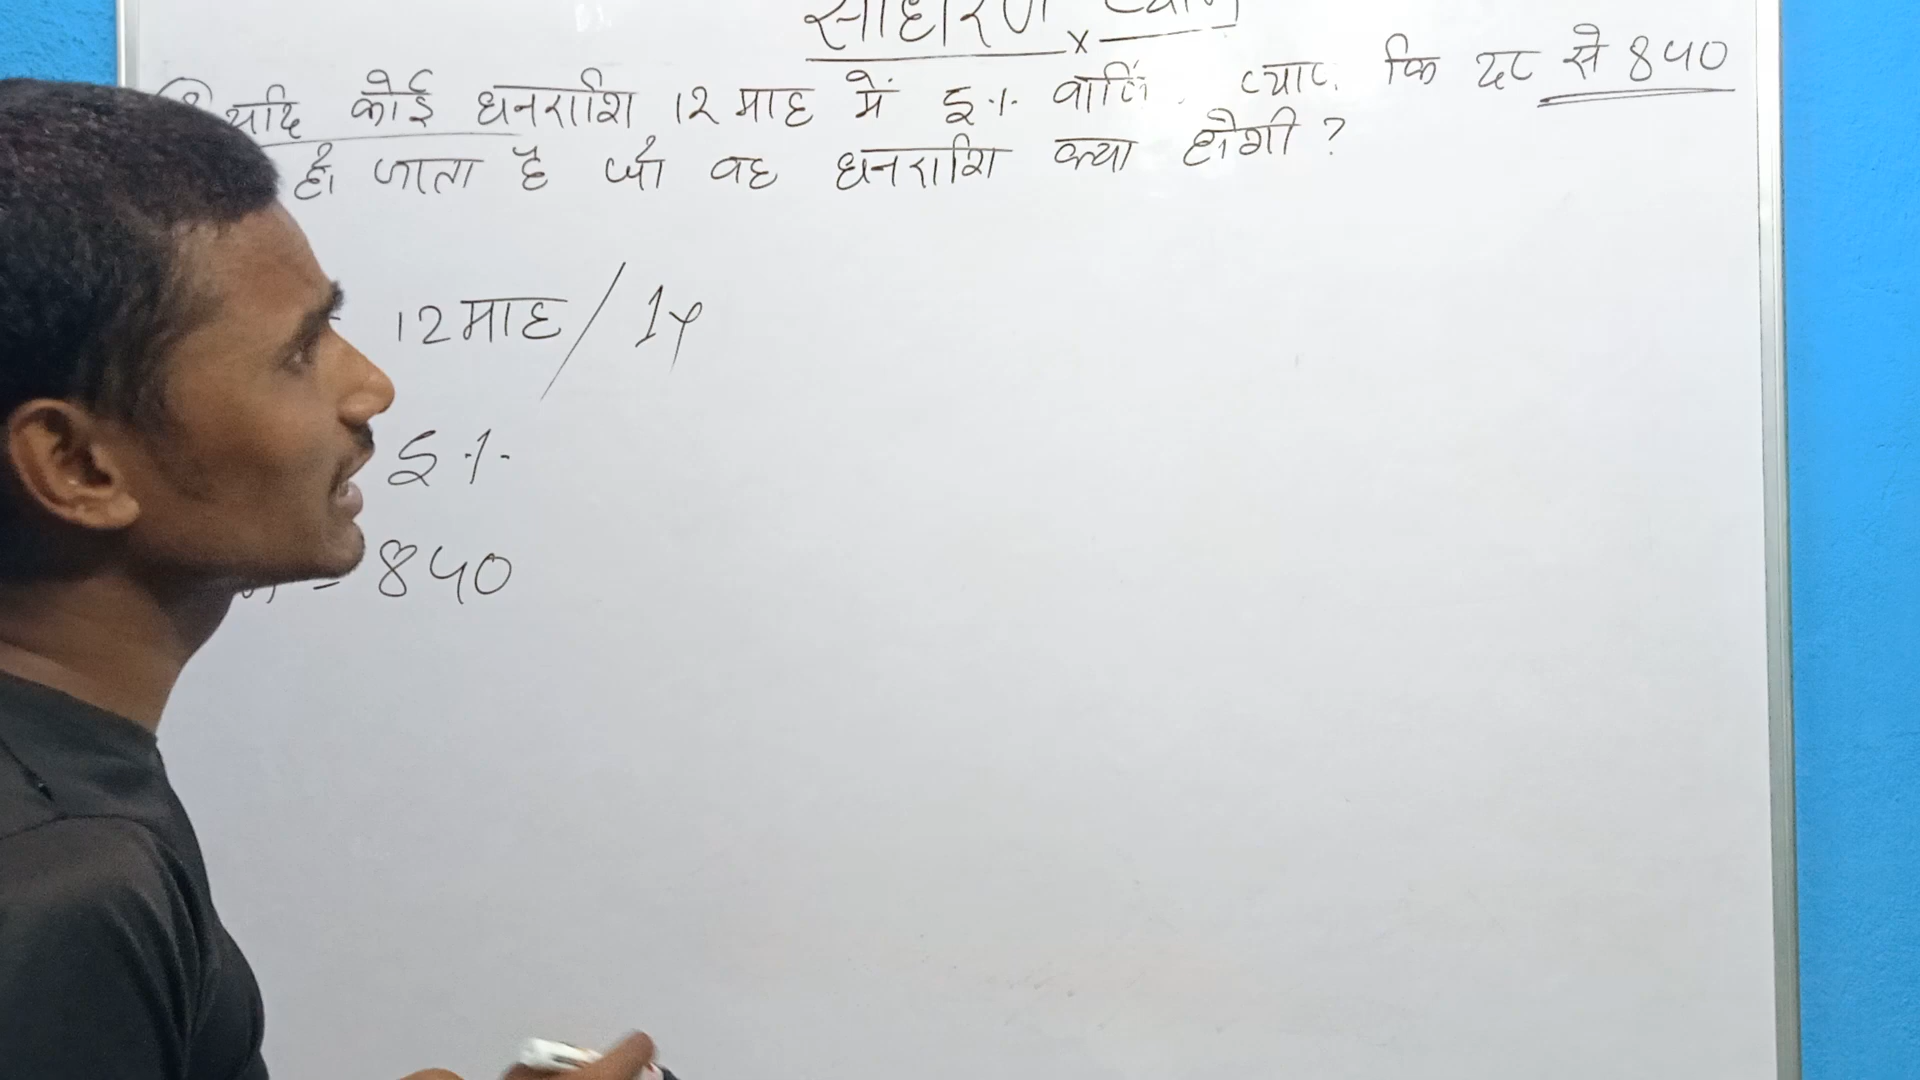 साधारण ब्याज
x
यदि कोई धनराशि 12 माह में 5% वार्षि. ब्याज. कि दर से 840
हो जाता है जो वह धनराशि क्या होगी ?
12 माह / 1y
5%
= 840